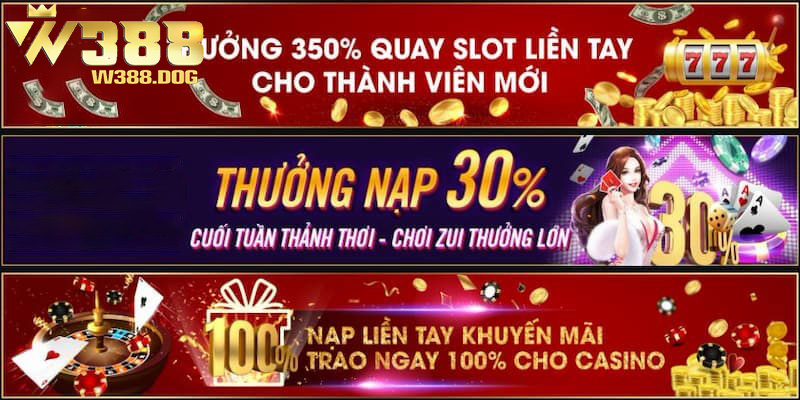 W388
W388.DOG
ƯỞNG 350% QUAY SLOT LIỀN TAY
CHO THÀNH VIÊN MỚI
777
THƯỞNG NẠP 30%
CUỐI TUẦN THẢNH THƠI - CHƠI ZUI THƯỞNG LỚN
30%
A A A
100%
NẠP LIỀN TAY KHUYẾN MÃI
TRAO NGAY 100% CHO CASINO